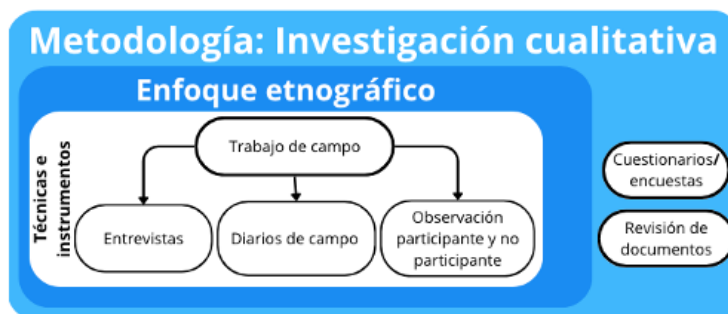 Metodología: Investigación cualitativa
Enfoque etnográfico
Técnicas e
instrumentos
Trabajo de campo
Entrevistas
Diarios de campo
Observación
participante y no
participante
Cuestionarios/
encuestas
Revisión de
documentos